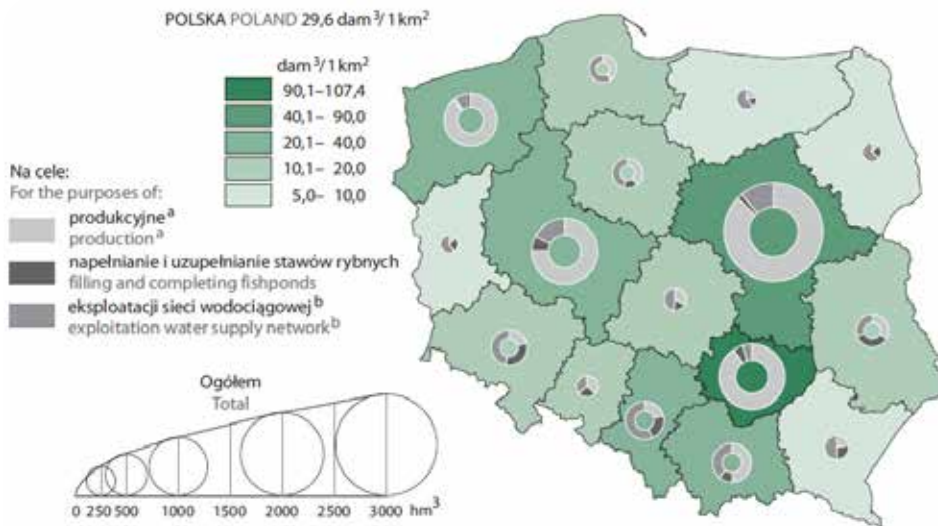 POLSKA POLAND 29,6 dam³/1 km²
dam³/1 km²
90,1–107,4
40,1– 90,0
20,1– 40,0
10,1– 20,0
5,0– 10,0
Na cele:
For the purposes of:
produkcyjne a
production a
napełnianie i uzupełnianie stawów rybnych
filling and completing fishponds
eksploatacji sieci wodociągowej b
exploitation water supply network b
Ogółem
Total
0 250 500 1000 1500 2000 2500 3000 hm³